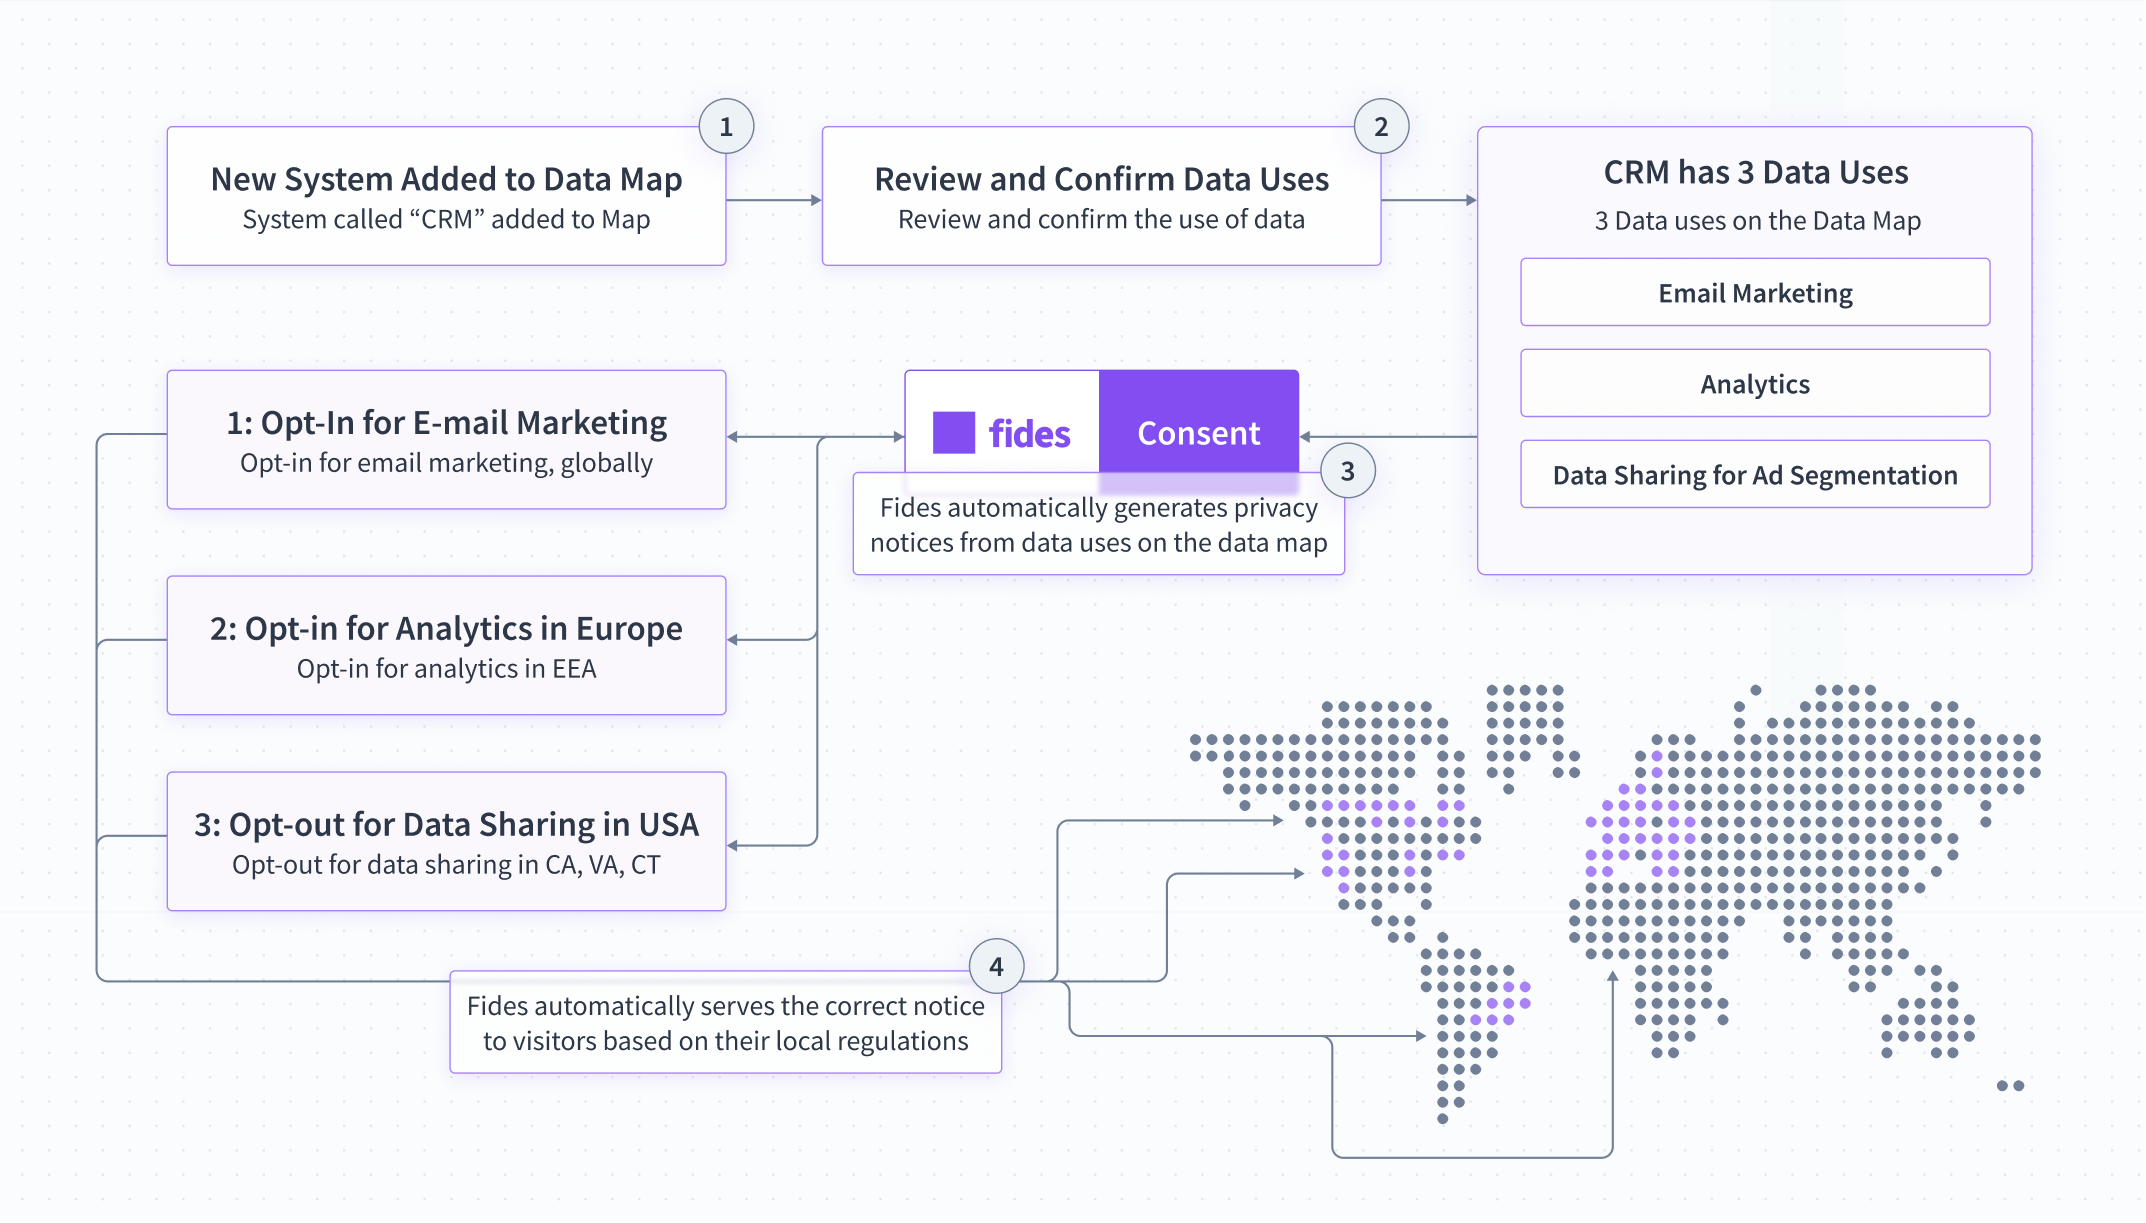 1
New System Added to Data Map
System called “CRM” added to Map
2
Review and Confirm Data Uses
Review and confirm the use of data
CRM has 3 Data Uses
3 Data uses on the Data Map
Email Marketing
Analytics
Data Sharing for Ad Segmentation
fides
Consent
3
Fides automatically generates privacy
notices from data uses on the data map
1: Opt-In for E-mail Marketing
Opt-in for email marketing, globally
2: Opt-in for Analytics in Europe
Opt-in for analytics in EEA
3: Opt-out for Data Sharing in USA
Opt-out for data sharing in CA, VA, CT
4
Fides automatically serves the correct notice
to visitors based on their local regulations